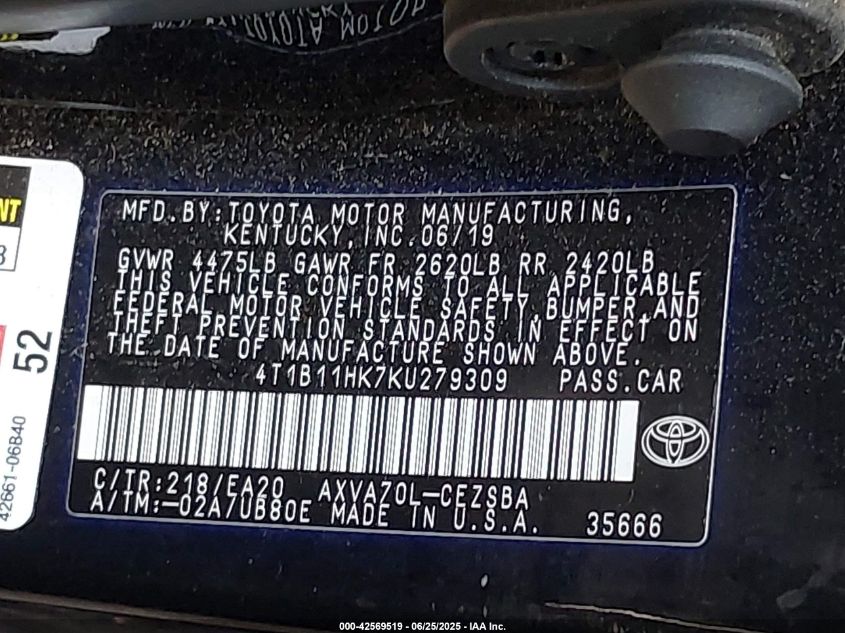 MFD.BY:TOYOTA MOTOR MANUFACTURING,
KENTUCKY, INC.06/19
GVWR 4475LB GAWR FR 2620LB RR 2420LB
THIS VEHICLE CONFORMS TO ALL APPLICABLE
FEDERAL MOTOR VEHICLE SAFETY,BUMPER,AND
THEFT PREVENTION STANDARDS IN EFFECT ON
THE DATE OF MANUFACTURE SHOWN ABOVE.
4T1B11HK7KU279309 PASS.CAR
C/TR:218/EA20 AXVA70L-CEZSBA
A/TM:-02A/UB80E MADE IN U.S.A. 35666
52
42661-06B40
000-42569519 - 06/25/2025 - IAA Inc.